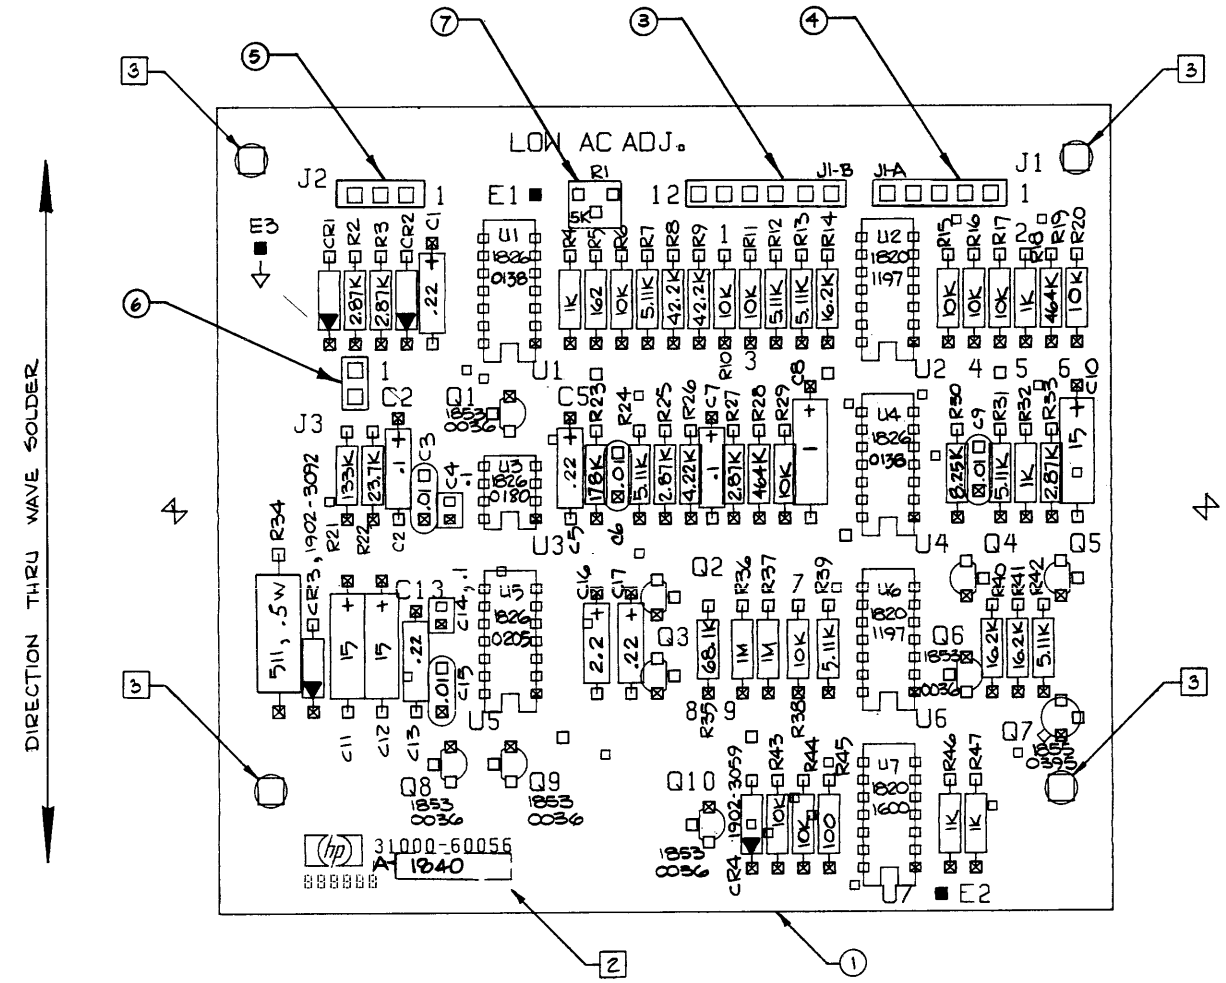 7
3
4
5
3
3
LOW AC ADJ.
J2
1
E1
R1
5K
12
J1-B
J1-A
1
J1
E3
CR1
R2
R3
CR2
C1
2.87K
2.87K
.22 +
U1
1826
0138
U1
R4
R5
R6
R7
R8
R9
1
R11
R12
R13
R14
1K
162
10K
5.11K
42.2K
42.2K
10K
10K
5.11K
5.11K
16.2K
R10
3
U2
1820
1197
U2
R15
R16
R17
2
R18
R19
R20
10K
10K
10K
1K
464K
10K
4
5
6
6
1
J3
C2
Q1
1853
0036
C5
R23
R24
R25
R26
C7
R27
R28
R29
C8
R30
C9
R31
R32
R33
C10
133K
23.7K
.1 +
.01
C3
C4
.1
U3
1826
0180
U3
.22 +
178K
.01
5.11K
2.87K
4.22K
.1 +
2.87K
464K
10K
1 +
U4
1826
0138
U4
8.25K
.01
5.11K
1K
2.87K
15 +
R21
R22
C2
C5
C6
DIRECTION THRU WAVE SOLDER
R34
511, .5W
CR3, 1902-3092
15 +
15 +
C13
.22 +
C14, .1
.01
C15
C11
C12
C13
U5
1826
0205
U5
C16
C17
2.2 +
.22 +
Q2
Q3
R36
R37
7
R39
68.1K
1M
1M
10K
5.11K
8
R35
9
R38
U6
1820
1197
U6
Q4
Q5
R40
R41
R42
16.2K
16.2K
5.11K
Q6
1853
0036
Q7
1855
0395
3
3
Q8
1853
0036
Q9
1853
0036
Q10
1853
0036
CR4
1902-3059
R43
R44
R45
10K
10K
100
U7
1820
1600
U7
R46
R47
1K
1K
E2
hp
31000-60056
A-1840
888888
2
1